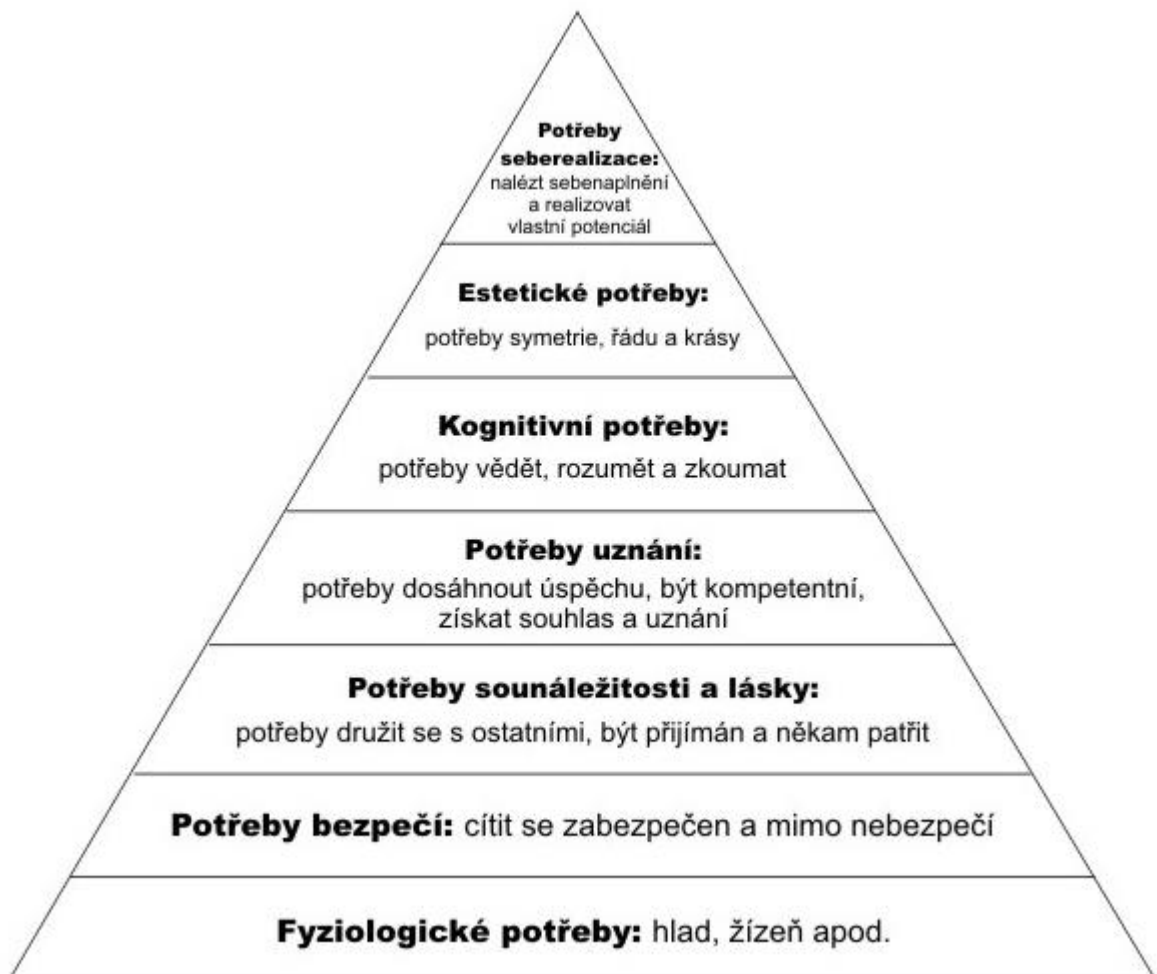 Potřeby
seberealizace:
nalézt sebenaplnění
a realizovat
vlastní potenciál
Estetické potřeby:
potřeby symetrie, řádu a krásy
Kognitivní potřeby:
potřeby vědět, rozumět a zkoumat
Potřeby uznání:
potřeby dosáhnout úspěchu, být kompetentní,
získat souhlas a uznání
Potřeby sounáležitosti a lásky:
potřeby družit se s ostatními, být přijímán a někam patřit
Potřeby bezpečí: cítit se zabezpečen a mimo nebezpečí
Fyziologické potřeby: hlad, žízeň apod.